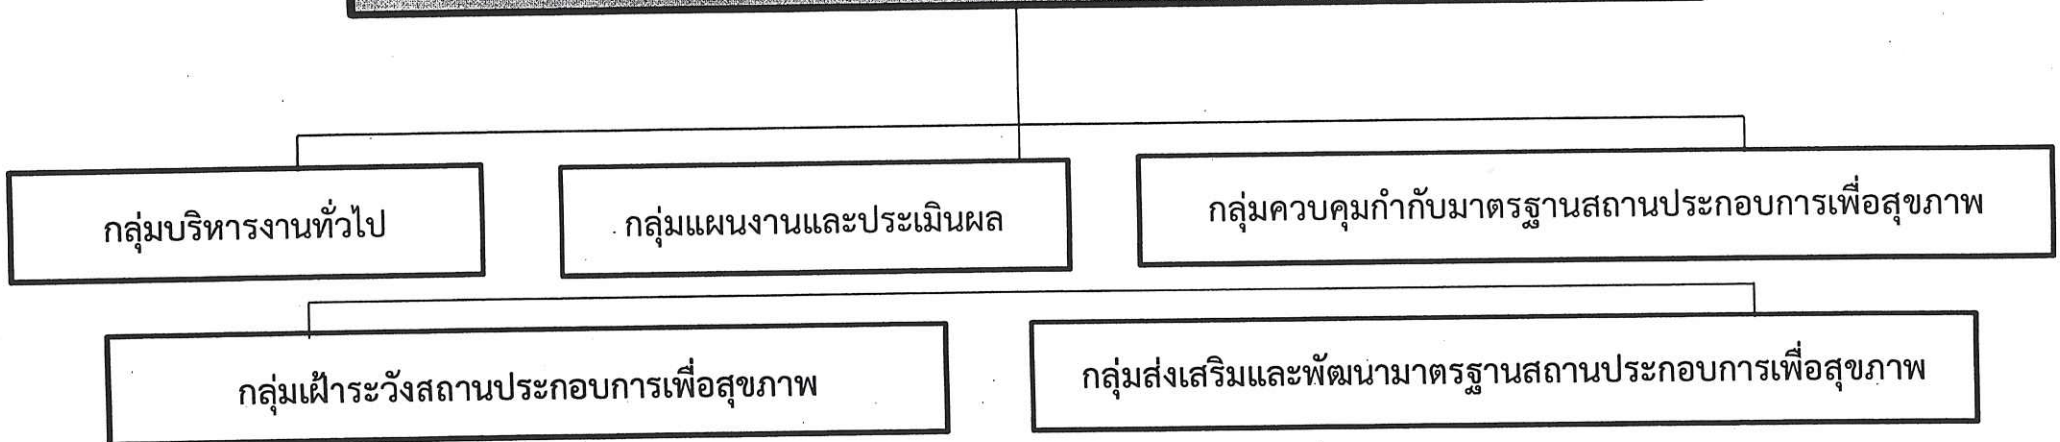 กลุ่มบริหารงานทั่วไป
กลุ่มแผนงานและประเมินผล
กลุ่มควบคุมกำกับมาตรฐานสถานประกอบการเพื่อสุขภาพ
กลุ่มเฝ้าระวังสถานประกอบการเพื่อสุขภาพ
กลุ่มส่งเสริมและพัฒนามาตรฐานสถานประกอบการเพื่อสุขภาพ